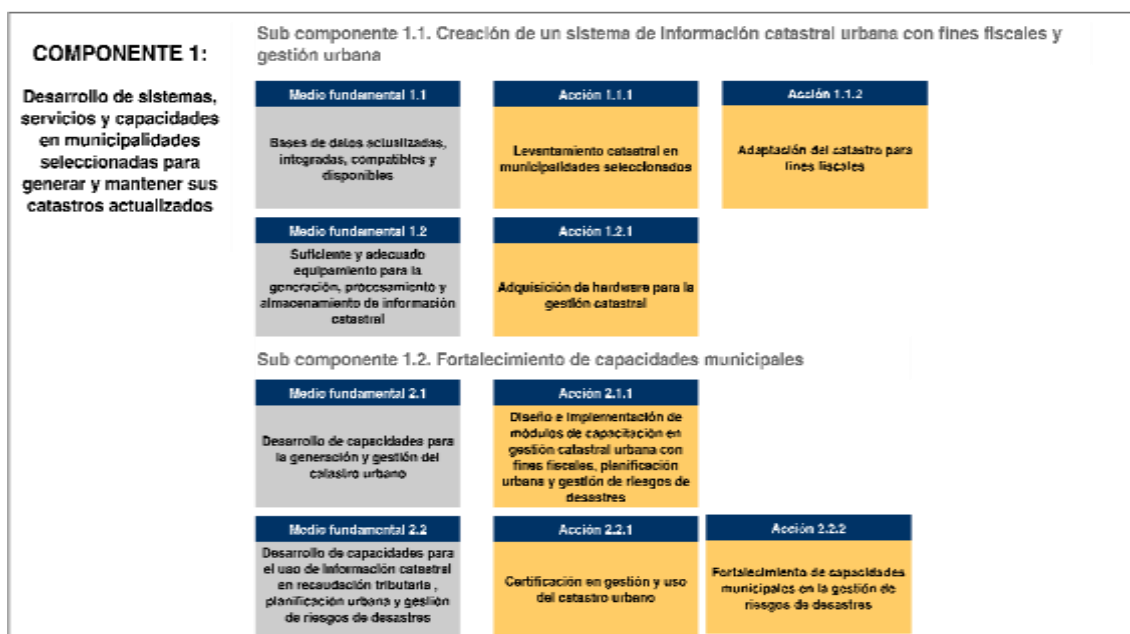 COMPONENTE 1:
Desarrollo de sistemas,
servicios y capacidades
en municipalidades
seleccionadas para
generar y mantener sus
catastros actualizados
Sub componente 1.1. Creación de un sistema de información catastral urbana con fines fiscales y
gestión urbana
Medio fundamental 1.1
Bases de datos actualizadas,
integradas, compatibles y
disponibles
Acción 1.1.1
Levantamiento catastral en
municipalidades seleccionados
Acción 1.1.2
Adaptación del catastro para
fines fiscales
Medio fundamental 1.2
Suficiente y adecuado
equipamiento para la
generación, procesamiento y
almacenamiento de información
catastral
Acción 1.2.1
Adquisición de hardware para la
gestión catastral
Sub componente 1.2. Fortalecimiento de capacidades municipales
Medio fundamental 2.1
Desarrollo de capacidades para
la generación y gestión del
catastro urbano
Acción 2.1.1
Diseño e implementación de
módulos de capacitación en
gestión catastral urbana con
fines fiscales, planificación
urbana y gestión de riesgos de
desastres
Medio fundamental 2.2
Desarrollo de capacidades para
el uso de información catastral
en recaudación tributaria ,
planificación urbana y gestión
de riesgos de desastres
Acción 2.2.1
Certificación en gestión y uso
del catastro urbano
Acción 2.2.2
Fortalecimiento de capacidades
municipales en la gestión de
riesgos de desastres